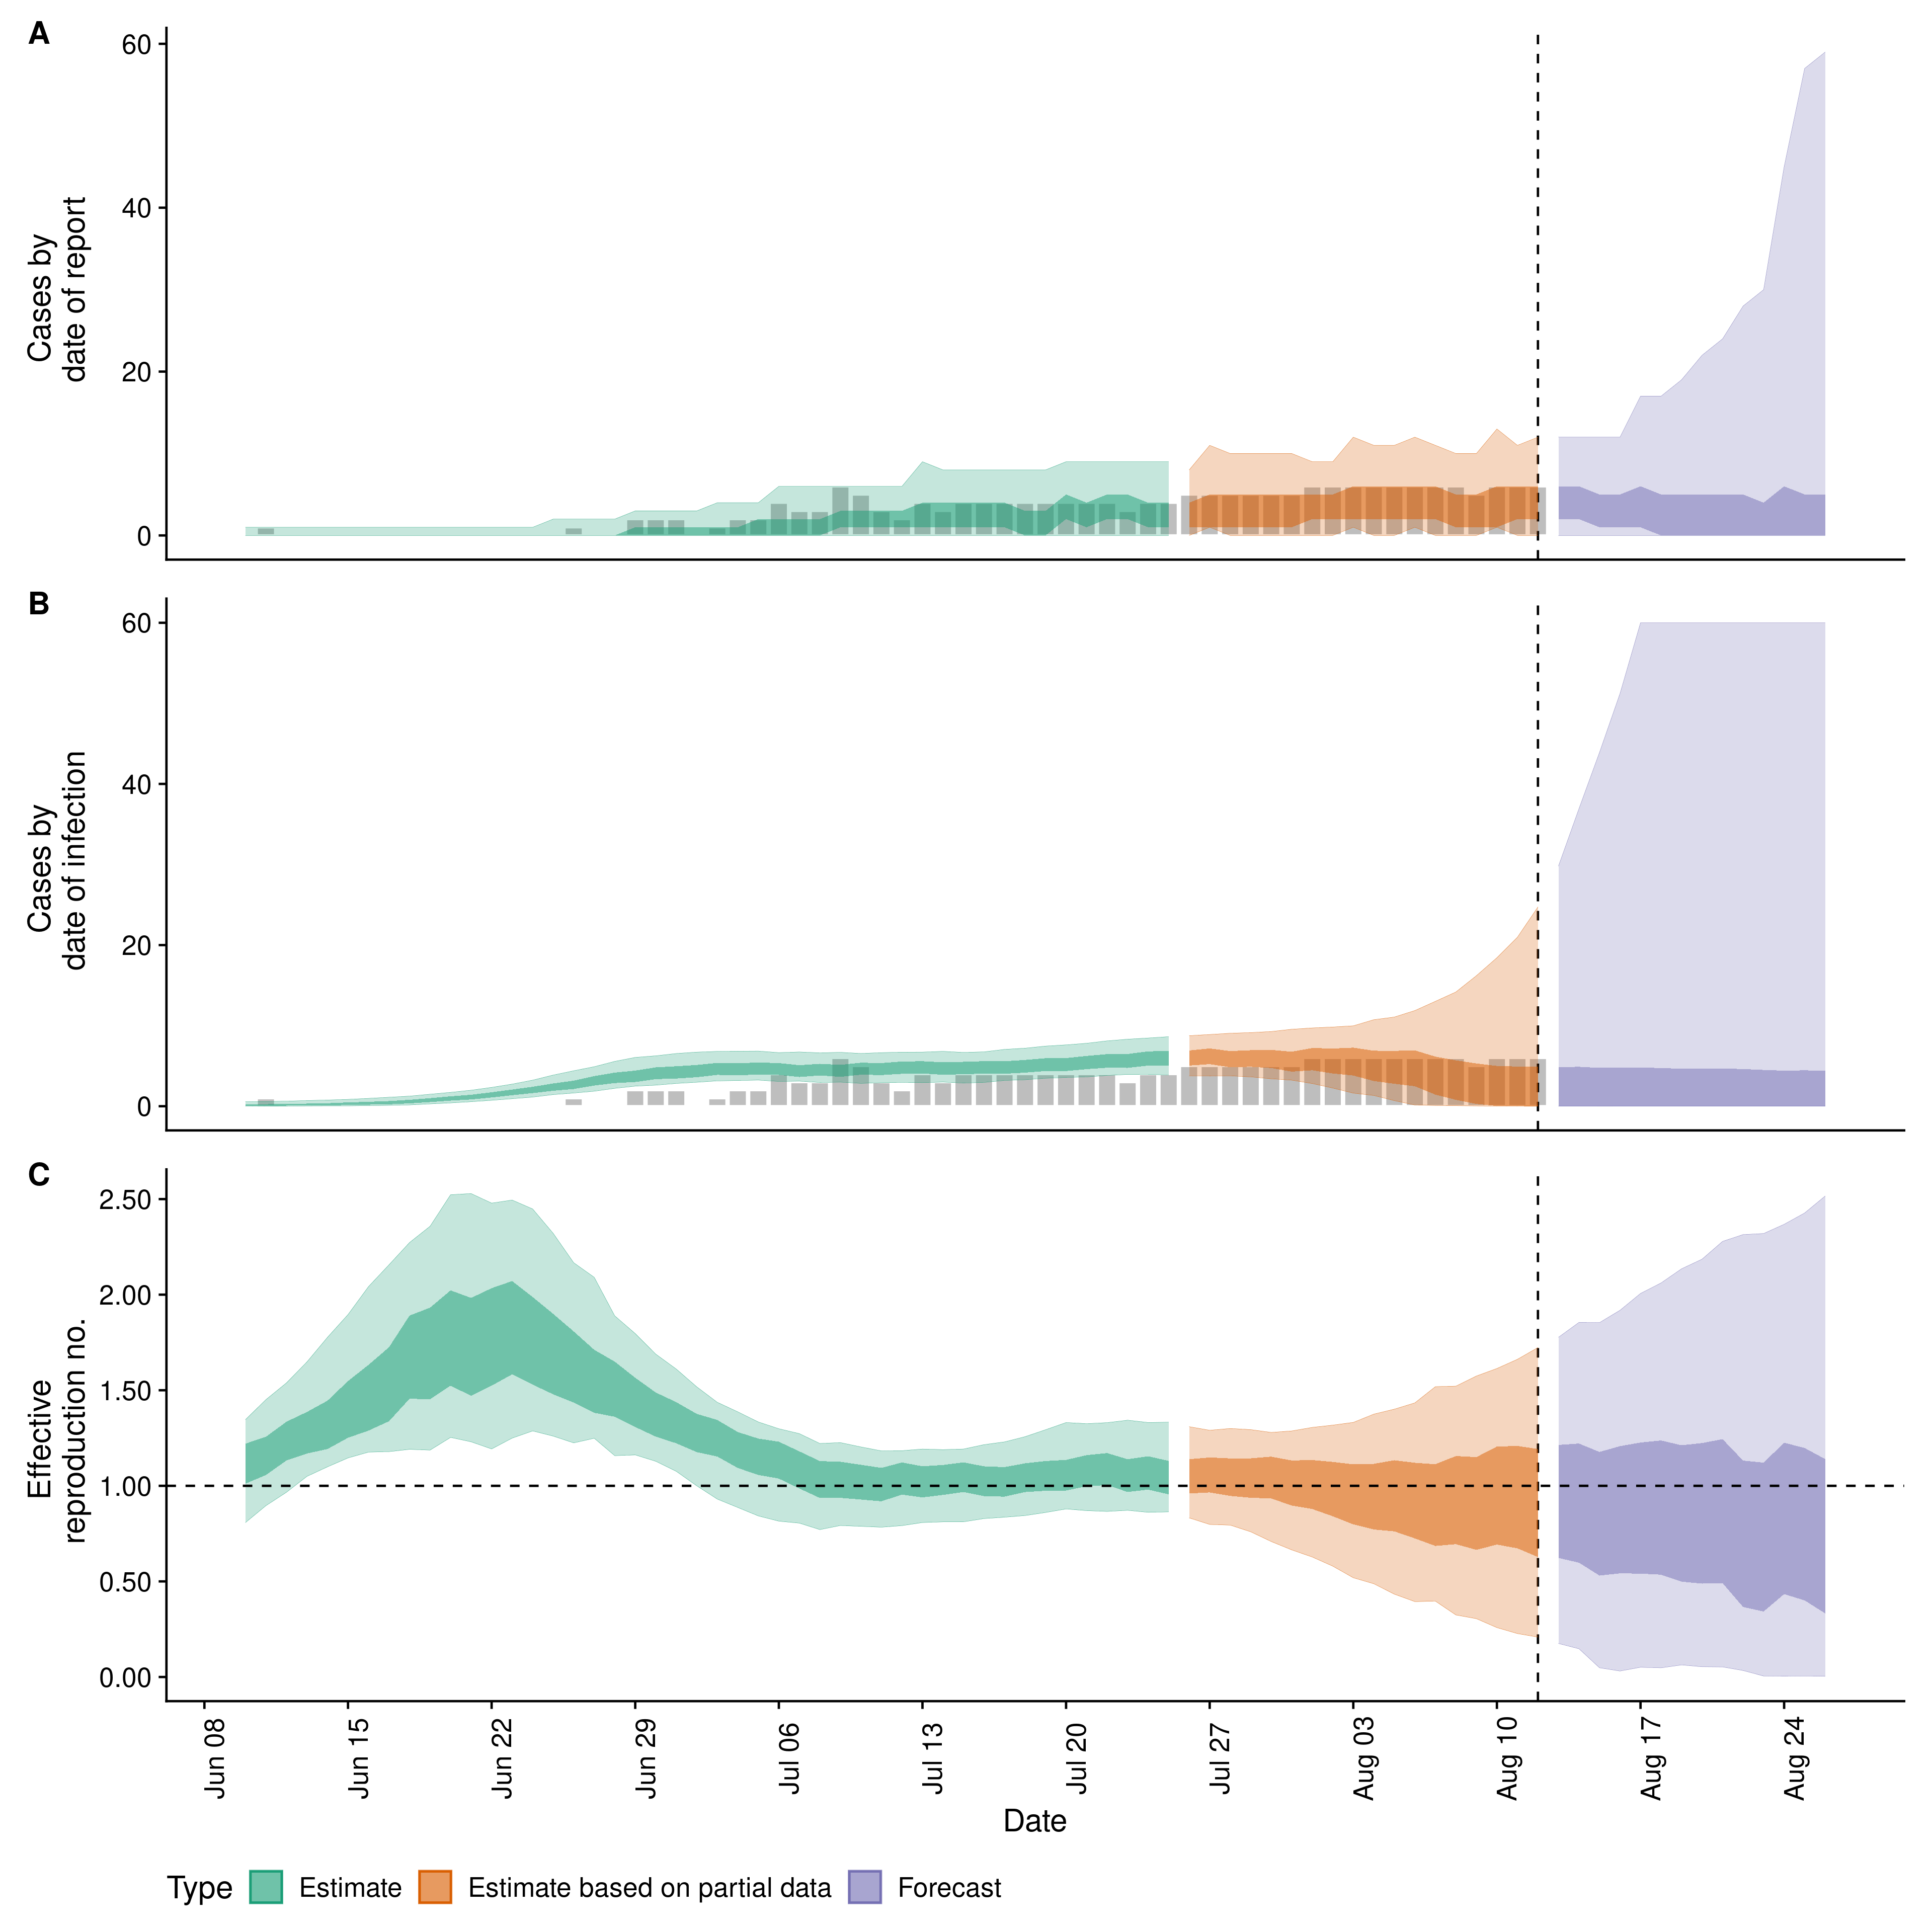 A
60
40
20
0
Cases by
date of report
B
60
40
20
0
Cases by
date of infection
C
2.50
2.00
1.50
1.00
0.50
0.00
Effective
reproduction no.
Jun 08
Jun 15
Jun 22
Jun 29
Jul 06
Jul 13
Jul 20
Jul 27
Aug 03
Aug 10
Aug 17
Aug 24
Date
Type Estimate Estimate based on partial data Forecast